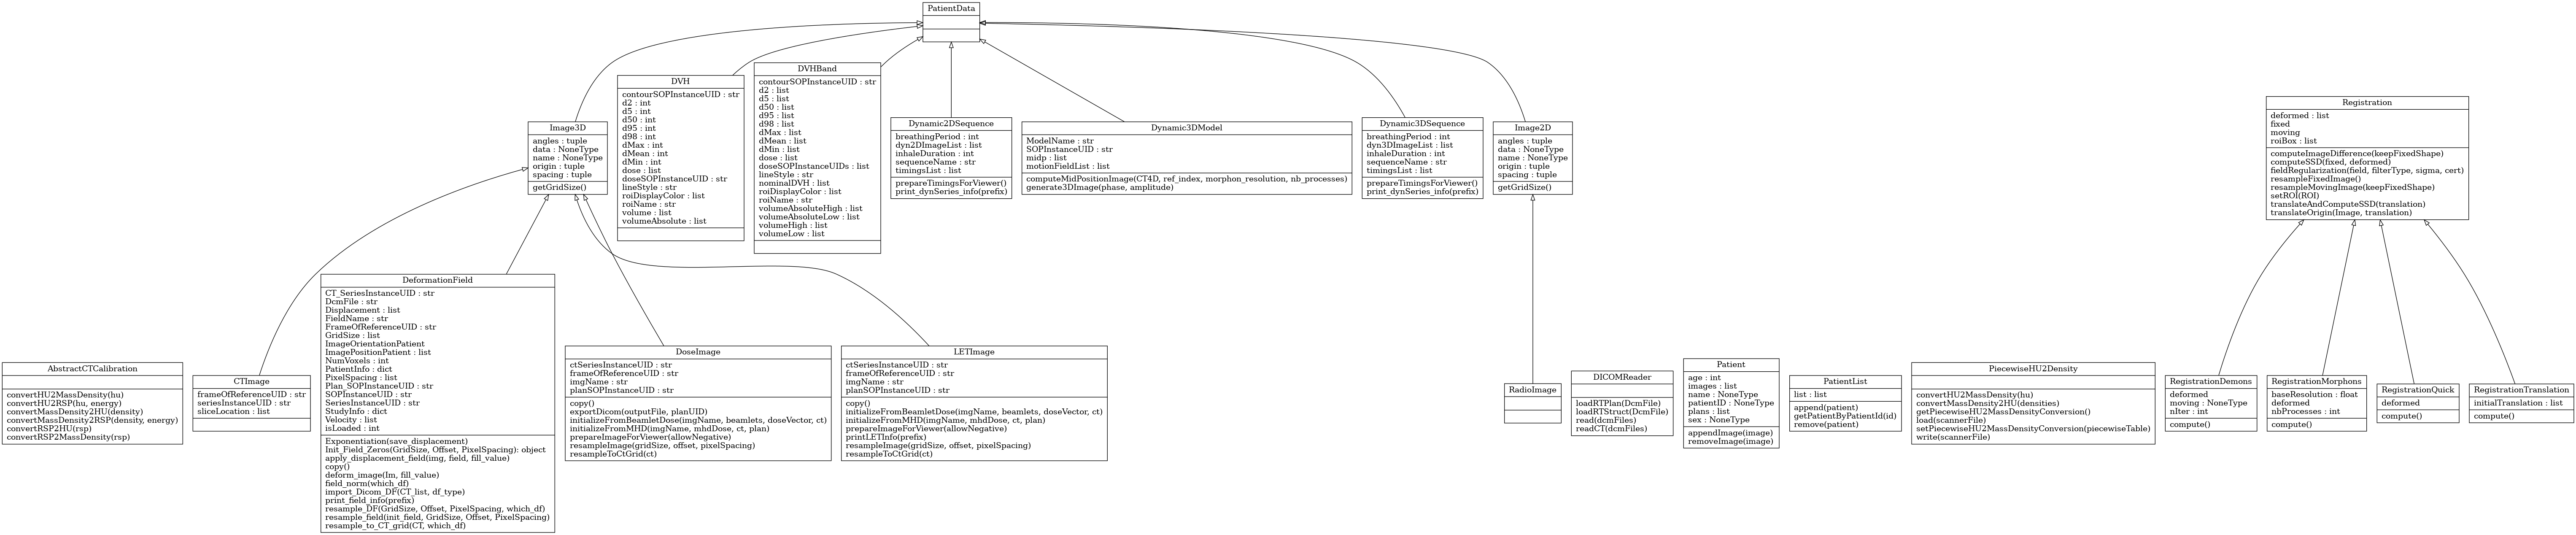 PatientData
DVHBand
contourSOPInstanceUID : str
d2 : list
d5 : list
d50 : list
d95 : list
d98 : list
dMax : list
dMean : list
dMin : list
dose : list
doseSOPInstanceUIDs : list
lineStyle : str
nominalDVH : list
roiDisplayColor : list
roiName : str
volumeAbsoluteHigh : list
volumeAbsoluteLow : list
volumeHigh : list
volumeLow : list
DVH
contourSOPInstanceUID : str
d2 : int
d5 : int
d50 : int
d95 : int
d98 : int
dMax : int
dMean : int
dMin : int
dose : list
doseSOPInstanceUID : str
lineStyle : str
roiDisplayColor : list
roiName : str
volume : list
volumeAbsolute : list
Image3D
angles : tuple
data : NoneType
name : NoneType
origin : tuple
spacing : tuple
getGridSize()
Dynamic2DSequence
breathingPeriod : int
dyn2DImageList : list
inhaleDuration : int
sequenceName : str
timingsList : list
prepareTimingsForViewer()
print_dynSeries_info(prefix)
Dynamic3DModel
ModelName : str
SOPInstanceUID : str
midp : list
motionFieldList : list
computeMidPositionImage(CT4D, ref_index, morphon_resolution, nb_processes)
generate3DImage(phase, amplitude)
Dynamic3DSequence
breathingPeriod : int
dyn3DImageList : list
inhaleDuration : int
sequenceName : str
timingsList : list
prepareTimingsForViewer()
print_dynSeries_info(prefix)
Image2D
angles : tuple
data : NoneType
name : NoneType
origin : tuple
spacing : tuple
getGridSize()
Registration
deformed : list
fixed
moving
roiBox : list
computeImageDifference(keepFixedShape)
computeSSD(fixed, deformed)
fieldRegularization(field, filterType, sigma, cert)
resampleFixedImage()
resampleMovingImage(keepFixedShape)
setROI(ROI)
translateAndComputeSSD(translation)
translateOrigin(Image, translation)
AbstractCTCalibration
convertHU2MassDensity(hu)
convertHU2RSP(hu, energy)
convertMassDensity2HU(density)
convertMassDensity2RSP(density, energy)
convertRSP2HU(rsp)
convertRSP2MassDensity(rsp)
CTImage
frameOfReferenceUID : str
seriesInstanceUID : str
sliceLocation : list
DeformationField
CT_SeriesInstanceUID : str
DcmFile : str
Displacement : list
FieldName : str
FrameOfReferenceUID : str
GridSize : list
ImageOrientationPatient
ImagePositionPatient : list
NumVoxels : int
PatientInfo : dict
PixelSpacing : list
Plan_SOPInstanceUID : str
SOPInstanceUID : str
SeriesInstanceUID : str
StudyInfo : dict
Velocity : list
isLoaded : int
Exponentiation(save_displacement)
Init_Field_Zeros(GridSize, Offset, PixelSpacing): object
apply_displacement_field(img, field, fill_value)
copy()
deform_image(Im, fill_value)
field_norm(which_df)
import_Dicom_DF(CT_list, df_type)
print_field_info(prefix)
resample_DF(GridSize, Offset, PixelSpacing, which_df)
resample_field(init_field, GridSize, Offset, PixelSpacing)
resample_to_CT_grid(CT, which_df)
DoseImage
ctSeriesInstanceUID : str
frameOfReferenceUID : str
imgName : str
planSOPInstanceUID : str
copy()
exportDicom(outputFile, planUID)
initializeFromBeamletDose(imgName, beamlets, doseVector, ct)
initializeFromMHD(imgName, mhdDose, ct, plan)
prepareImageForViewer(allowNegative)
resampleImage(gridSize, offset, pixelSpacing)
resampleToCtGrid(ct)
LETImage
ctSeriesInstanceUID : str
frameOfReferenceUID : str
imgName : str
planSOPInstanceUID : str
copy()
initializeFromBeamletDose(imgName, beamlets, doseVector, ct)
initializeFromMHD(imgName, mhdDose, ct, plan)
prepareImageForViewer(allowNegative)
printLETInfo(prefix)
resampleImage(gridSize, offset, pixelSpacing)
resampleToCtGrid(ct)
RadioImage
DICOMReader
loadRTPlan(DcmFile)
loadRTStruct(DcmFile)
read(dcmFiles)
readCT(dcmFiles)
Patient
age : int
images : list
name : NoneType
patientID : NoneType
plans : list
sex : NoneType
appendImage(image)
removeImage(image)
PatientList
list : list
append(patient)
getPatientByPatientId(id)
remove(patient)
PiecewiseHU2Density
convertHU2MassDensity(hu)
convertMassDensity2HU(densities)
getPiecewiseHU2MassDensityConversion()
load(scannerFile)
setPiecewiseHU2MassDensityConversion(piecewiseTable)
write(scannerFile)
RegistrationDemons
deformed
moving : NoneType
nIter : int
compute()
RegistrationMorphons
baseResolution : float
deformed
nbProcesses : int
compute()
RegistrationQuick
deformed
compute()
RegistrationTranslation
initialTranslation : list
compute()